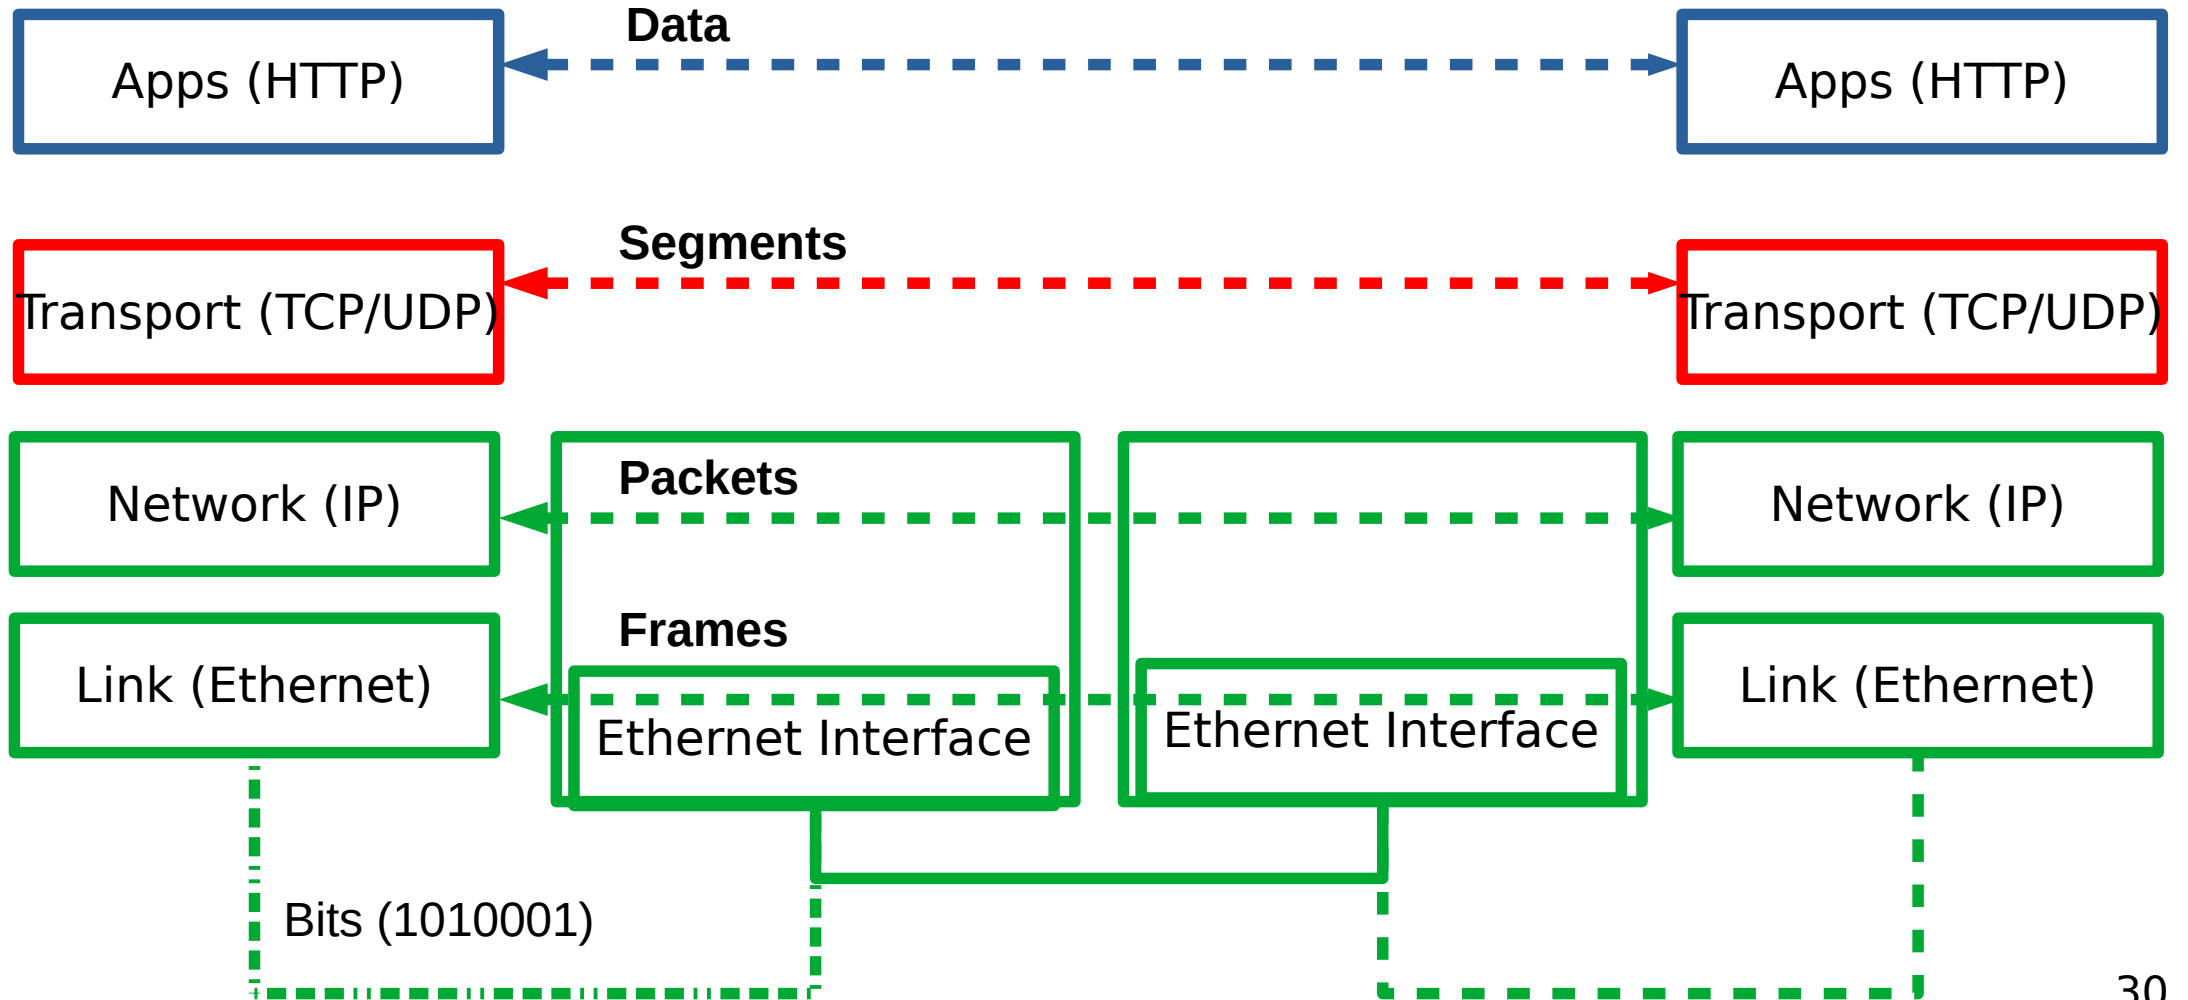 Data
Apps (HTTP)
Apps (HTTP)
Segments
Transport (TCP/UDP)
Transport (TCP/UDP)
Packets
Network (IP)
Network (IP)
Frames
Link (Ethernet)
Link (Ethernet)
Ethernet Interface
Ethernet Interface
Bits (1010001)
30